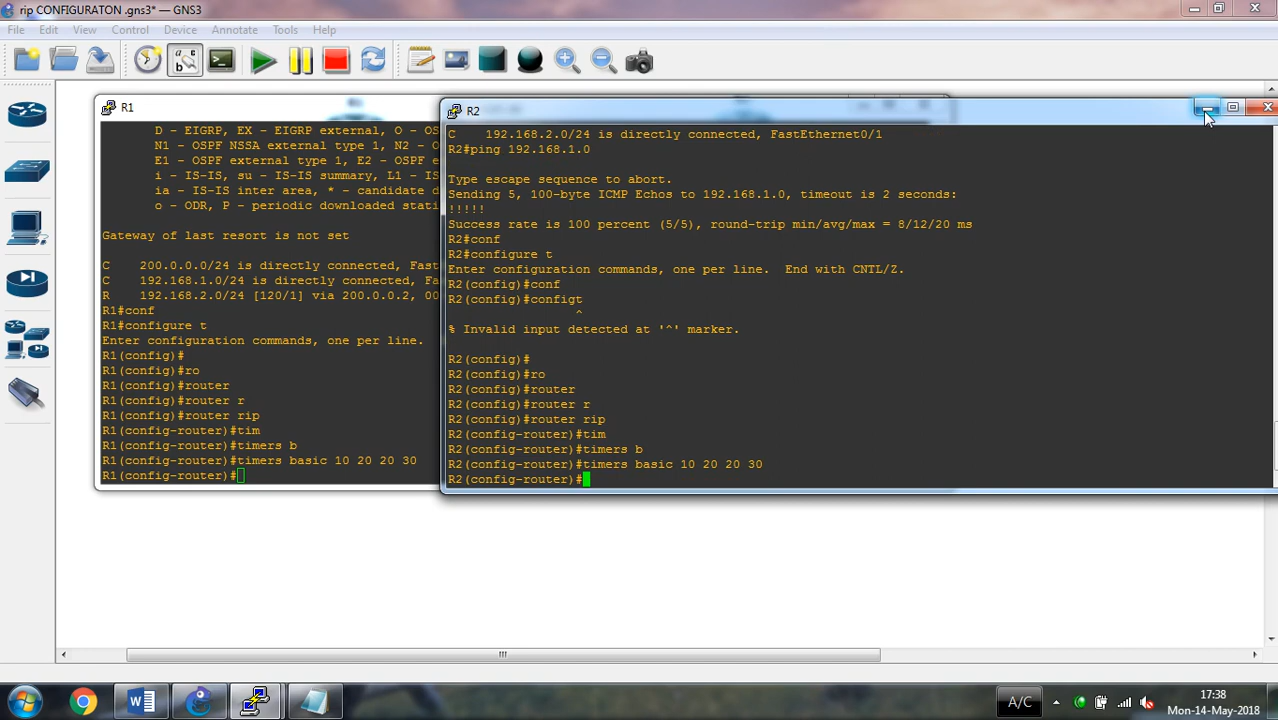 rip CONFIGURATON .gns3* — GNS3
File Edit View Control Device Annotate Tools Help
R1
D - EIGRP, EX - EIGRP external, O - OS
N1 - OSPF NSSA external type 1, N2 - O
E1 - OSPF external type 1, E2 - OSPF e
i - IS-IS, su - IS-IS summary, L1 - IS
ia - IS-IS inter area, * - candidate d
o - ODR, P - periodic downloaded stati
Gateway of last resort is not set
C 200.0.0.0/24 is directly connected, Fast
C 192.168.1.0/24 is directly connected, Fa
R 192.168.2.0/24 [120/1] via 200.0.0.2, 00
R1#conf
R1#configure t
Enter configuration commands, one per line.
R1(config)#
R1(config)#ro
R1(config)#router
R1(config)#router r
R1(config)#router rip
R1(config-router)#tim
R1(config-router)#timers b
R1(config-router)#timers basic 10 20 20 30
R1(config-router)#
R2
C 192.168.2.0/24 is directly connected, FastEthernet0/1
R2#ping 192.168.1.0
Type escape sequence to abort.
Sending 5, 100-byte ICMP Echos to 192.168.1.0, timeout is 2 seconds:
!!!!!
Success rate is 100 percent (5/5), round-trip min/avg/max = 8/12/20 ms
R2#conf
R2#configure t
Enter configuration commands, one per line. End with CNTL/Z.
R2(config)#conf
R2(config)#configt
^
% Invalid input detected at '^' marker.
R2(config)#
R2(config)#ro
R2(config)#router
R2(config)#router r
R2(config)#router rip
R2(config-router)#tim
R2(config-router)#timers b
R2(config-router)#timers basic 10 20 20 30
R2(config-router)#
A/C
17:38
Mon-14-May-2018